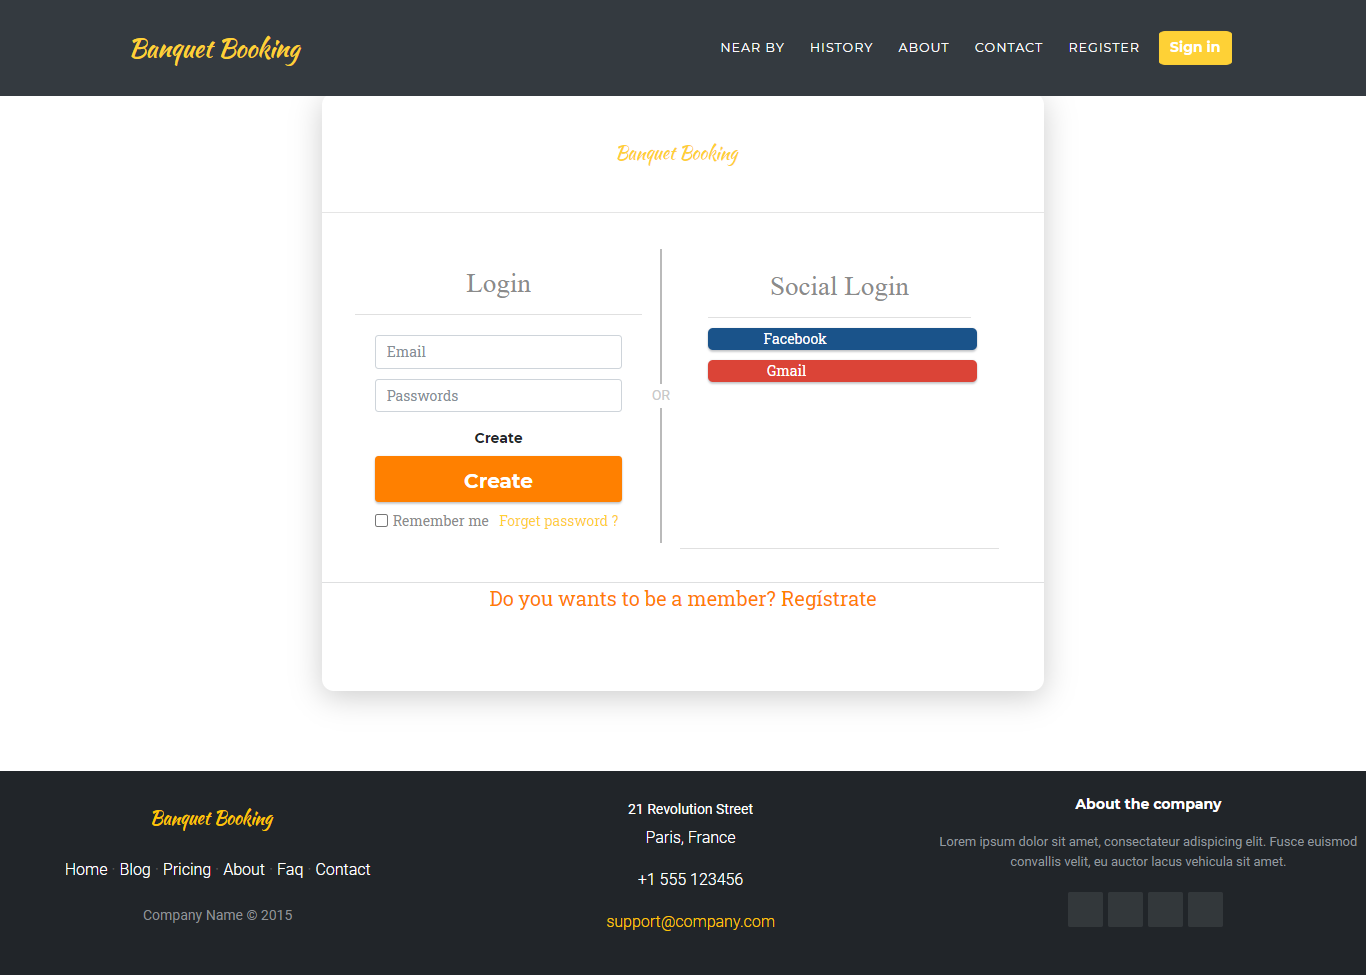 Banquet Booking
NEAR BY HISTORY ABOUT CONTACT REGISTER Sign in
Banquet Booking
Login
Email
Passwords
Create
Create
Remember me Forget password ?
OR
Social Login
Facebook
Gmail
Do you wants to be a member? Regístrate
Banquet Booking
Home · Blog · Pricing · About · Faq · Contact
Company Name © 2015
21 Revolution Street
Paris, France
+1 555 123456
support@company.com
About the company
Lorem ipsum dolor sit amet, consectateur adispicing elit. Fusce euismod
convallis velit, eu auctor lacus vehicula sit amet.